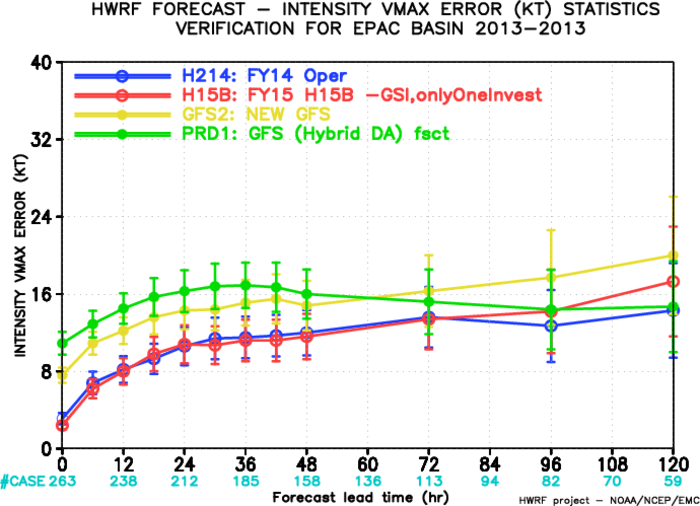 HWRF FORECAST − INTENSITY VMAX ERROR (KT) STATISTICS
VERIFICATION FOR EPAC BASIN 2013−2013
INTENSITY VMAX ERROR (KT)
40
32
24
16
8
0
H214: FY14 Oper
H15B: FY15 H15B −GSI,onlyOneInvest
GFS2: NEW GFS
PRD1: GFS (Hybrid DA) fsct
0 12 24 36 48 60 72 84 96 108 120
#CASE 263 238 212 185 158 136 113 94 82 70 59
Forecast lead time (hr)
HWRF project − NOAA/NCEP/EMC